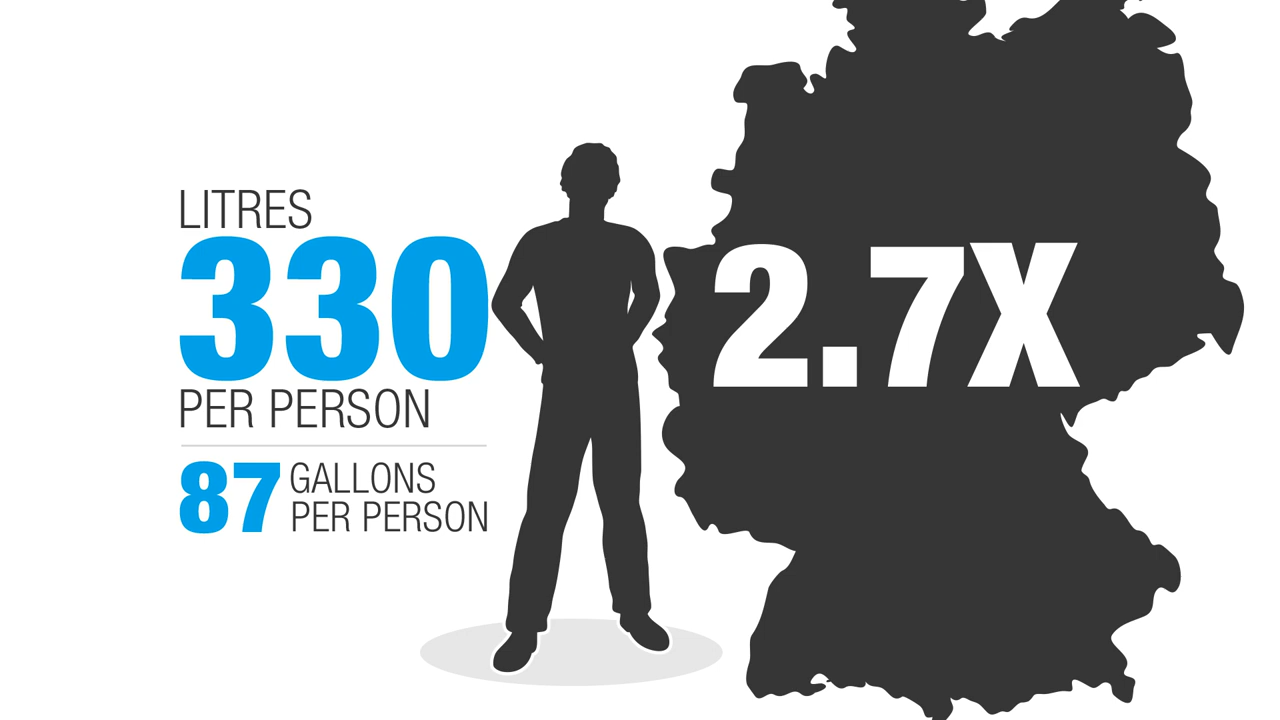 LITRES
330
PER PERSON
87 GALLONS
PER PERSON
2.7X